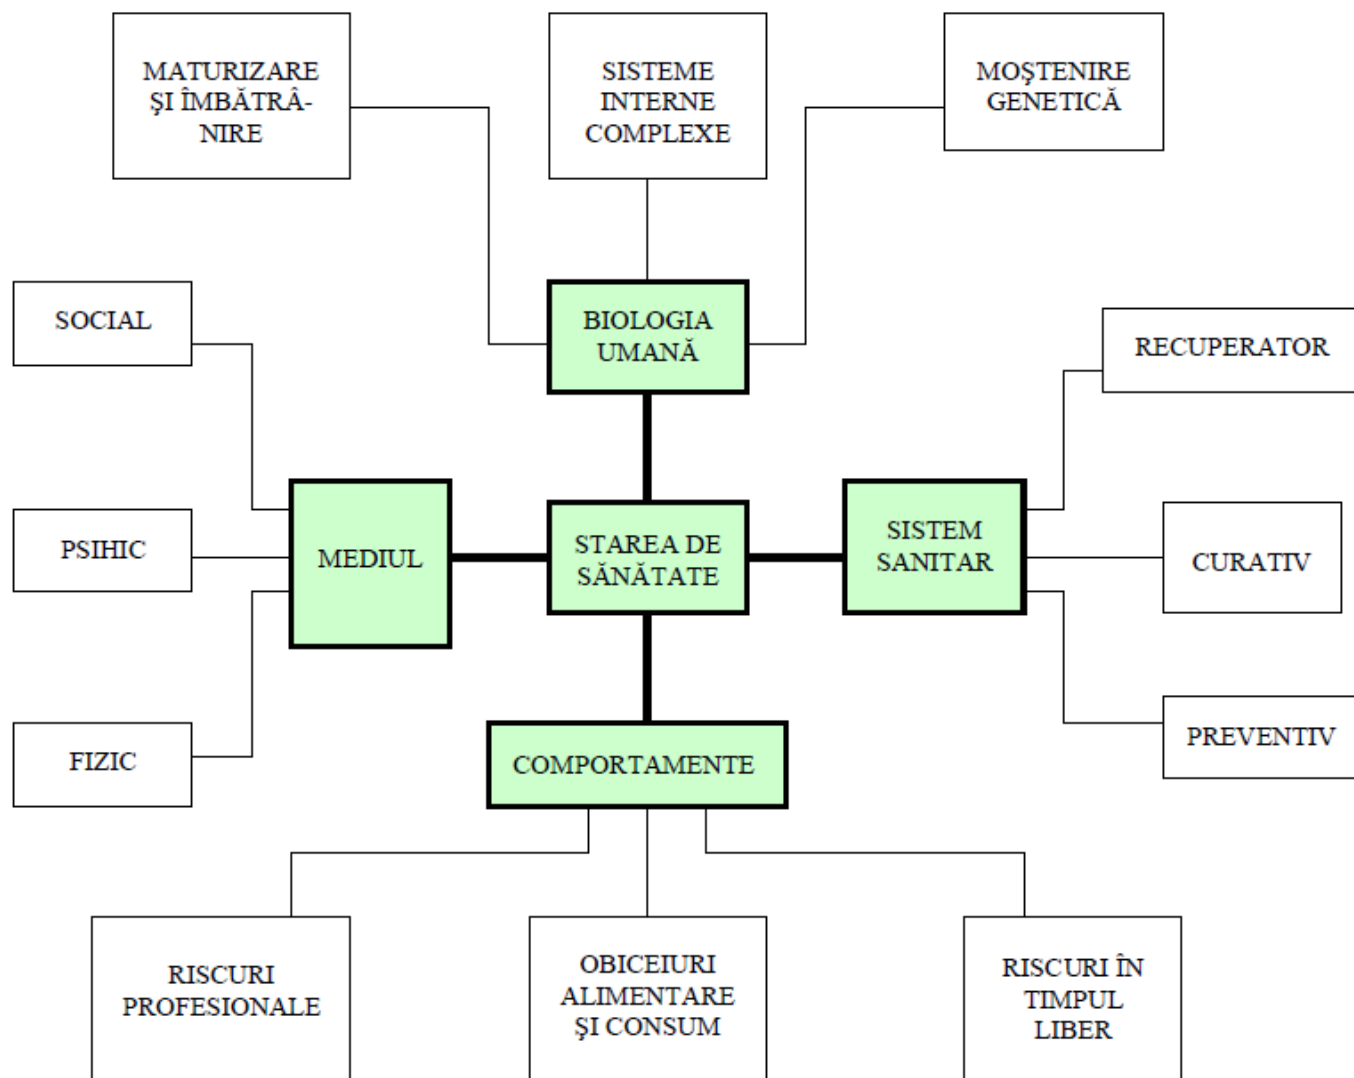 MATURIZARE
ŞI ÎMBĂTRÂ-
NIRE
SISTEME
INTERNE
COMPLEXE
MOŞTENIRE
GENETICĂ
SOCIAL
BIOLOGIA
UMANĂ
RECUPERATOR
PSIHIC
MEDIUL
STAREA DE
SĂNĂTATE
SISTEM
SANITAR
CURATIV
FIZIC
COMPORTAMENTE
PREVENTIV
RISCURI
PROFESIONALE
OBICEIURI
ALIMENTARE
ŞI CONSUM
RISCURI ÎN
TIMPUL
LIBER